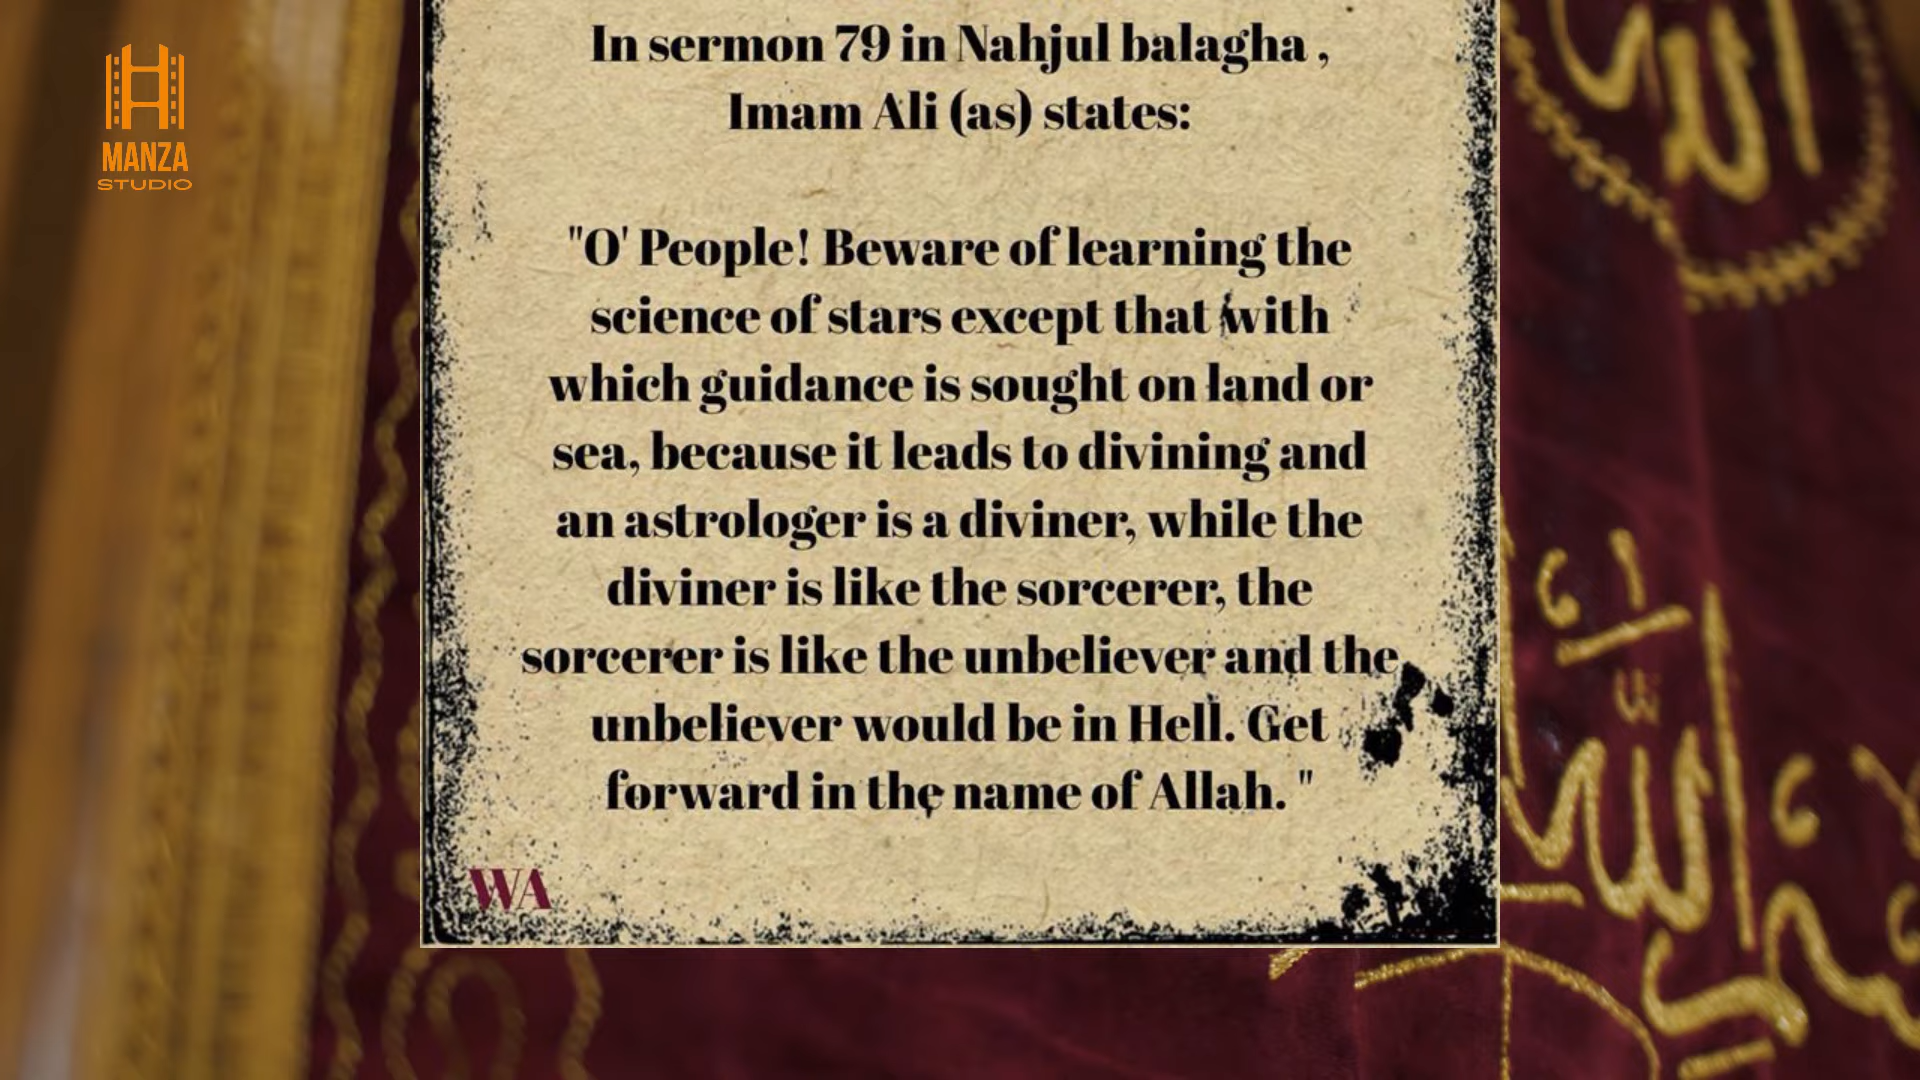 MANZA
STUDIO
In sermon 79 in Nahjul balagha ,
Imam Ali (as) states:
"O' People! Beware of learning the
science of stars except that with
which guidance is sought on land or
sea, because it leads to divining and
an astrologer is a diviner, while the
diviner is like the sorcerer, the
sorcerer is like the unbeliever and the
unbeliever would be in Hell. Get
forward in the name of Allah. "
WA